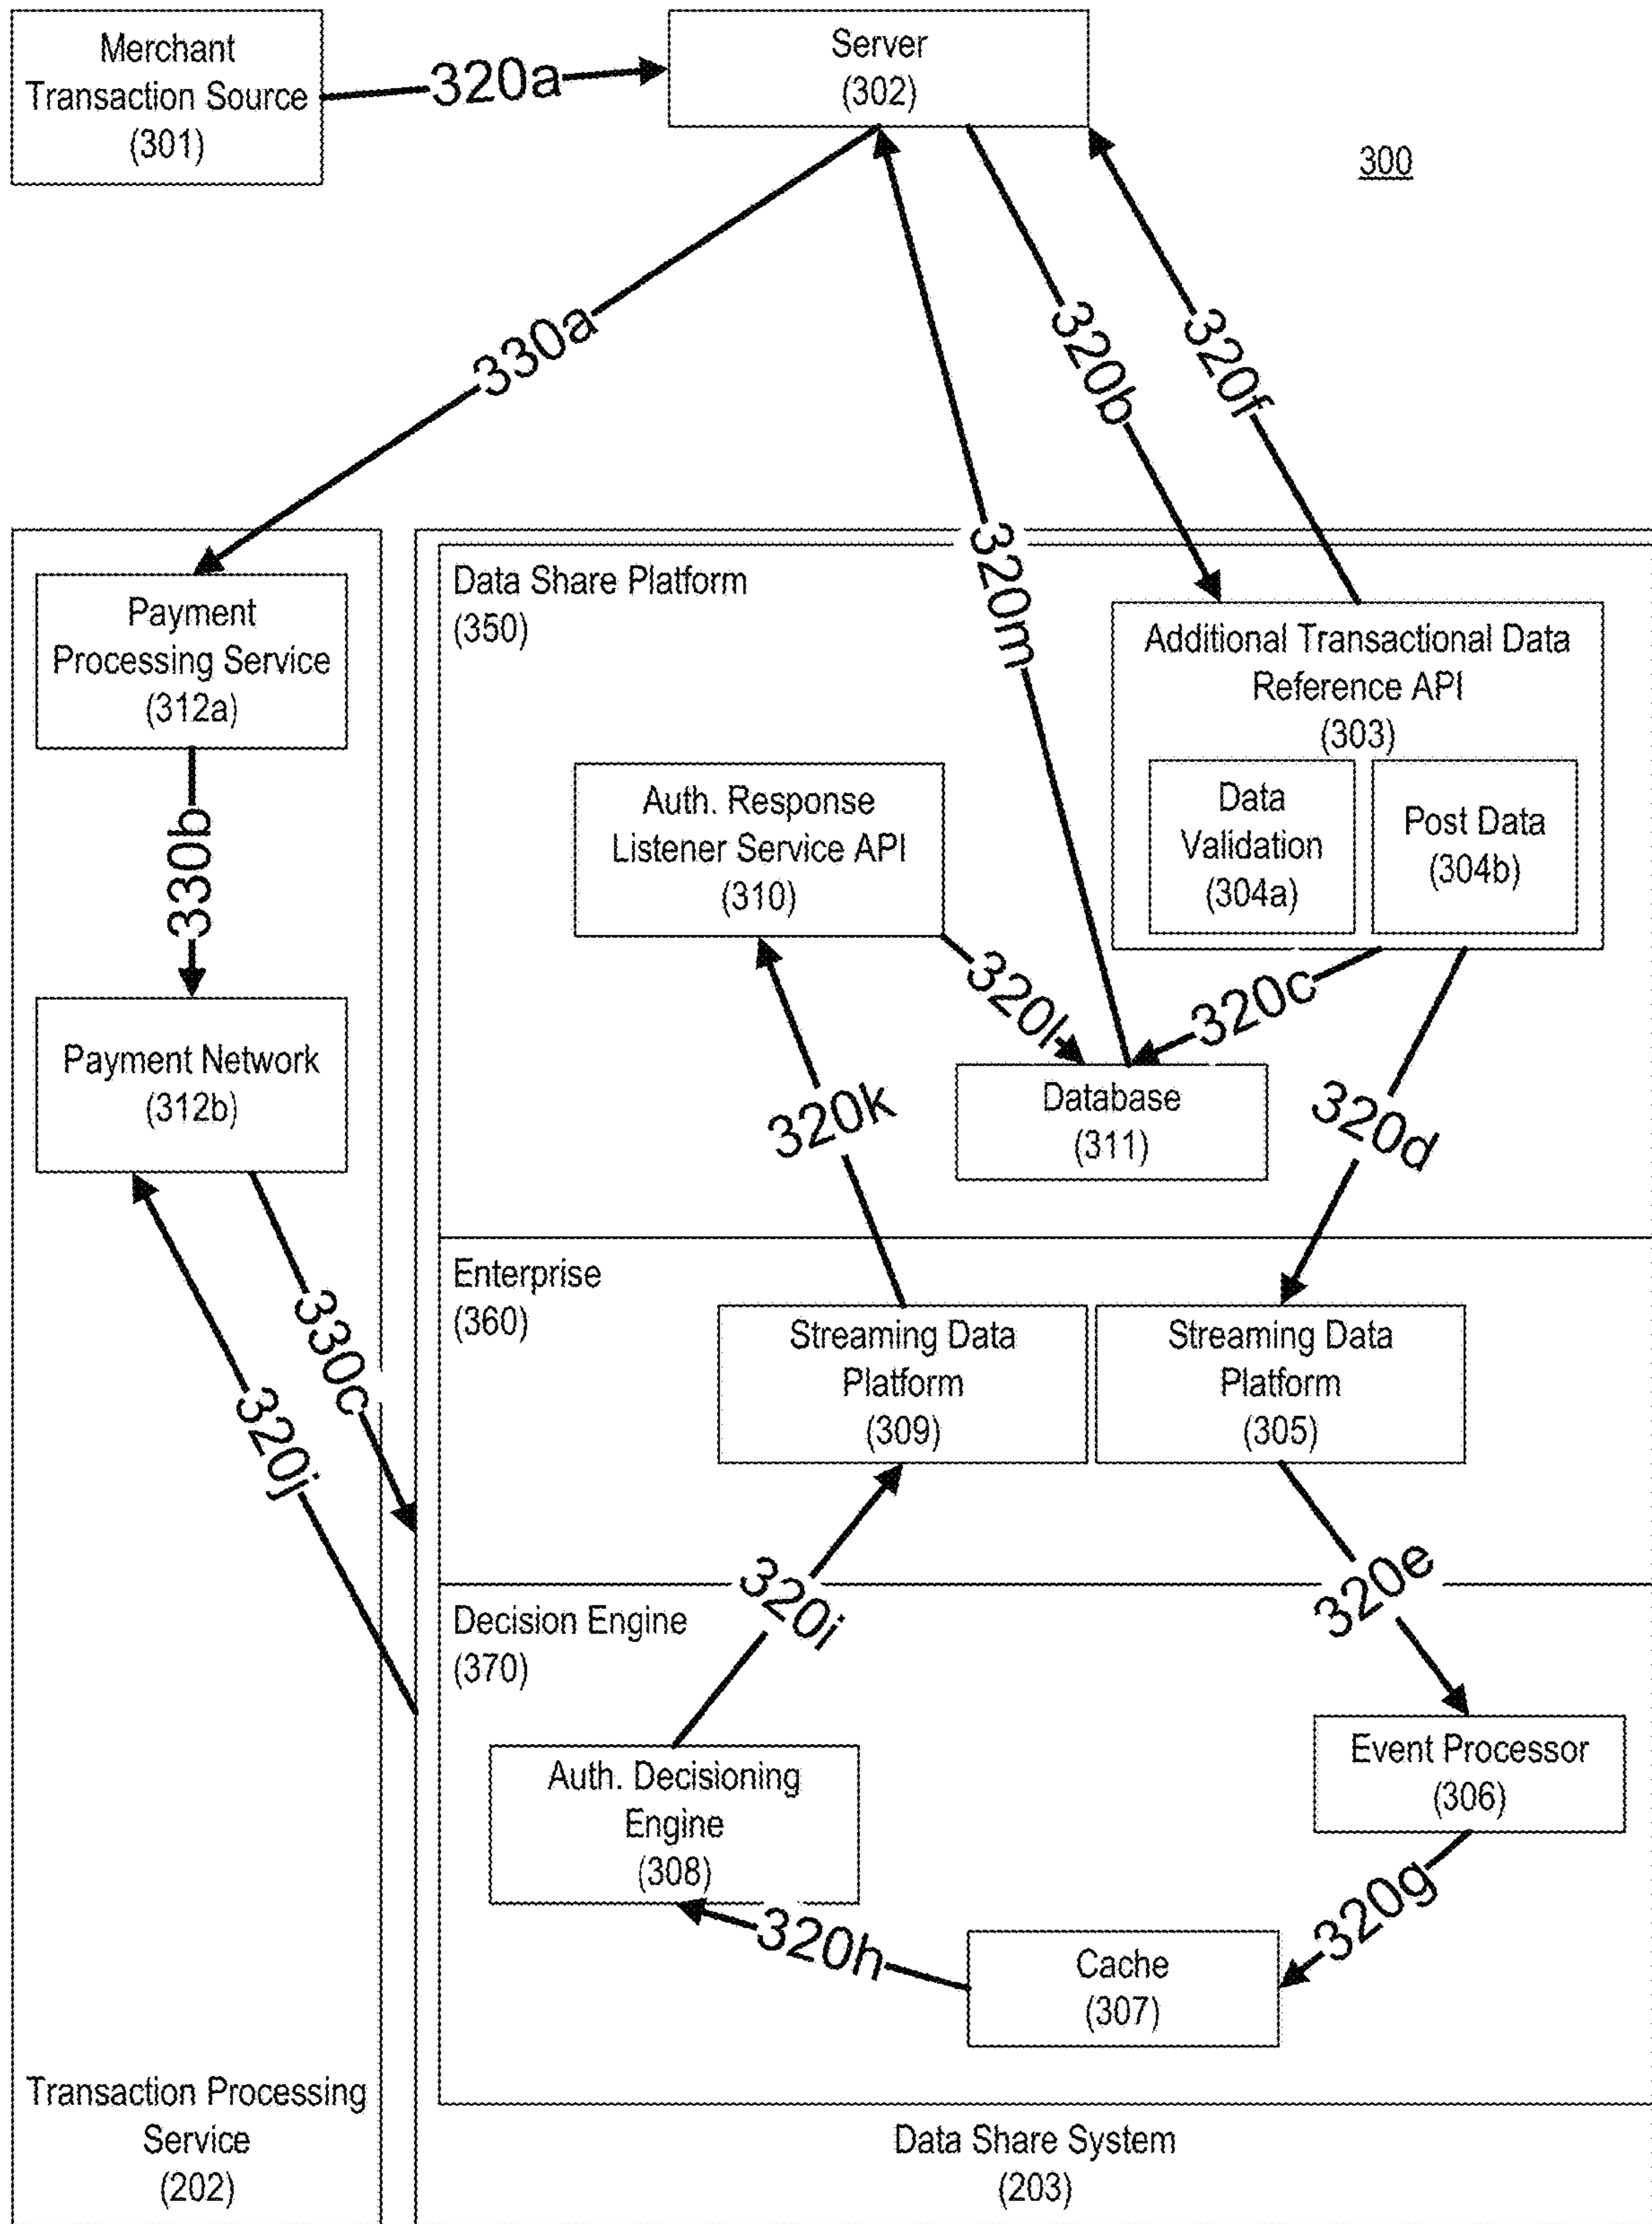 Merchant
Transaction Source
(301)
320a
Server
(302)
300
330a
320b
320f
320m
Payment
Processing Service
(312a)
330b
Payment Network
(312b)
330c
320j
Transaction Processing
Service
(202)
Data Share Platform
(350)
Additional Transactional Data
Reference API
(303)
Data
Validation
(304a)
Post Data
(304b)
Auth. Response
Listener Service API
(310)
320l
320c
Database
(311)
320k
320d
Enterprise
(360)
Streaming Data
Platform
(309)
Streaming Data
Platform
(305)
320i
320e
Decision Engine
(370)
Auth. Decisioning
Engine
(308)
Event Processor
(306)
320h
320g
Cache
(307)
Data Share System
(203)